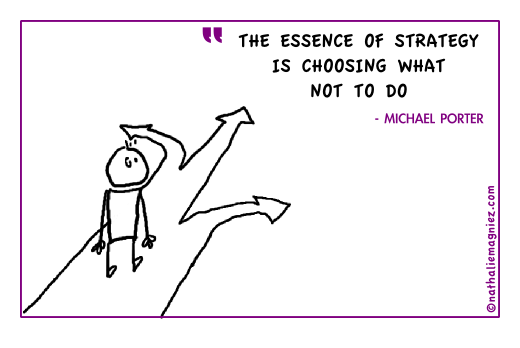 " THE ESSENCE OF STRATEGY
IS CHOOSING WHAT
NOT TO DO
- MICHAEL PORTER
©nathaliemagniez.com